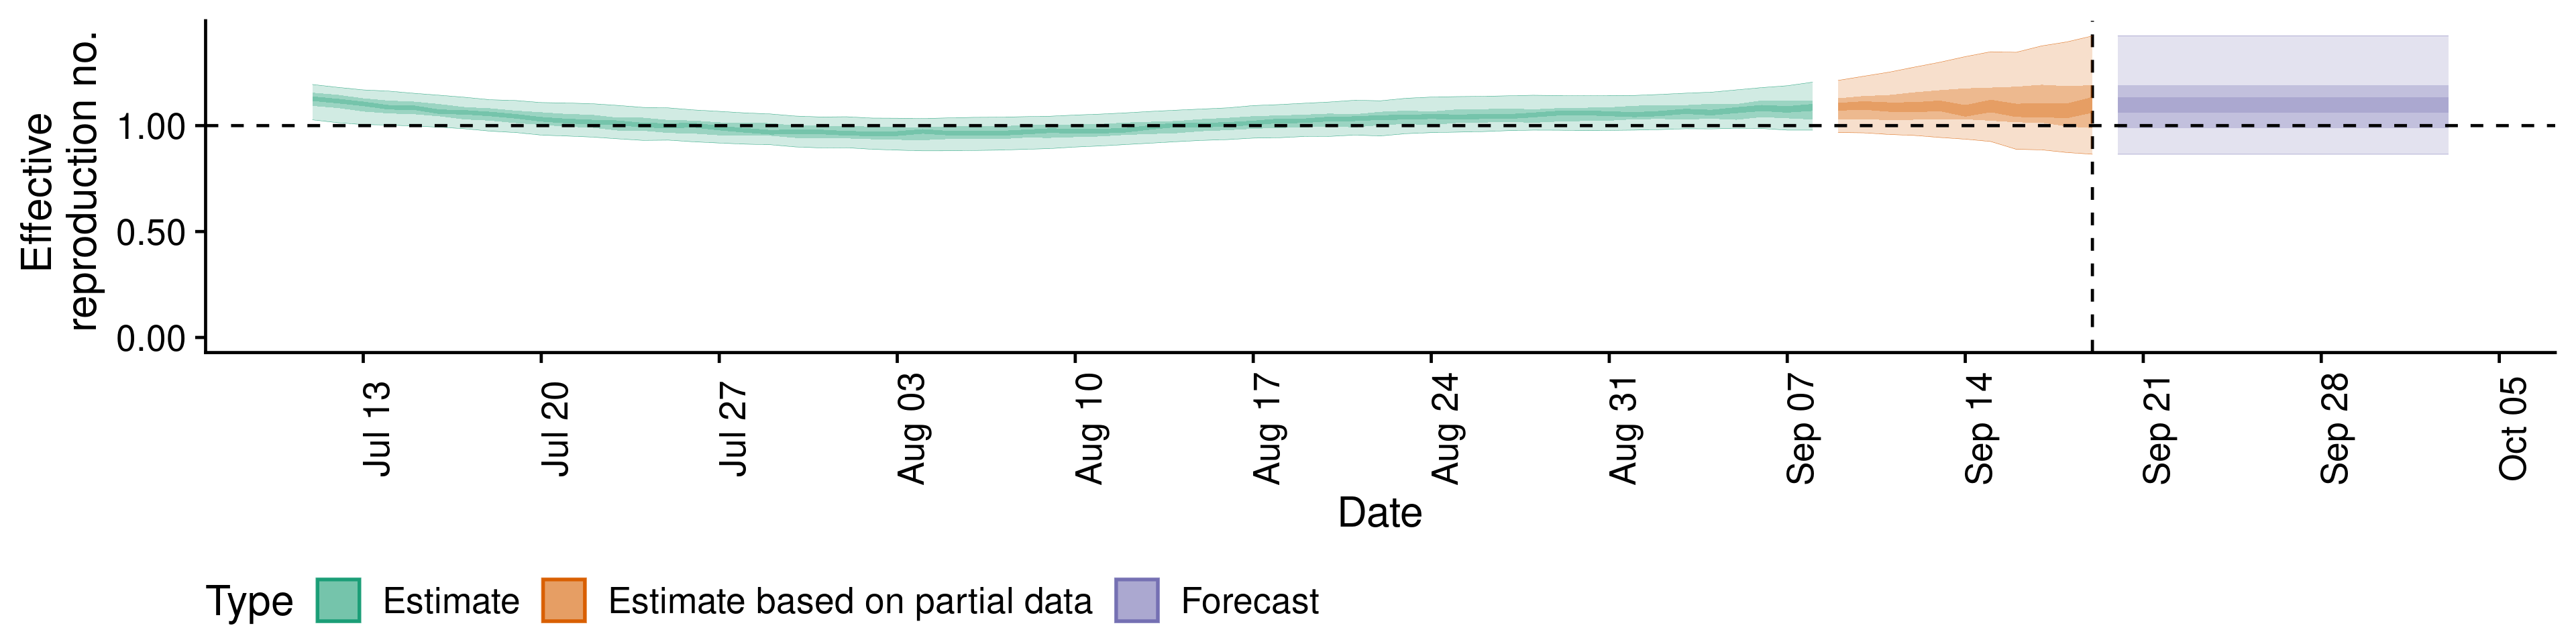 Effective
reproduction no.
1.00
0.50
0.00
Jul 13
Jul 20
Jul 27
Aug 03
Aug 10
Aug 17
Aug 24
Aug 31
Sep 07
Sep 14
Sep 21
Sep 28
Oct 05
Date
Type Estimate Estimate based on partial data Forecast